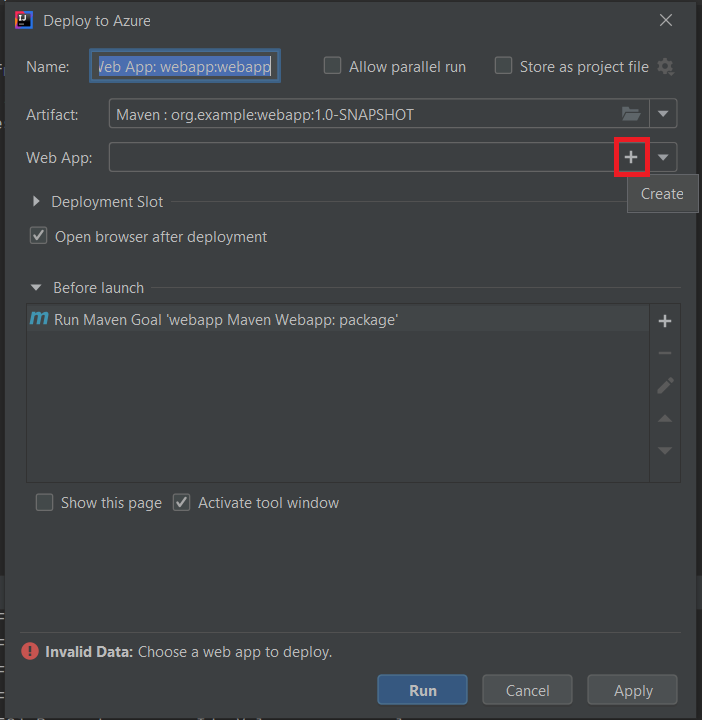 Deploy to Azure
Name: Web App: webapp:webapp Allow parallel run Store as project file
Artifact: Maven : org.example:webapp:1.0-SNAPSHOT
Web App:
Create
Deployment Slot
Open browser after deployment
Before launch
m Run Maven Goal 'webapp Maven Webapp: package'
Show this page Activate tool window
Invalid Data: Choose a web app to deploy.
Run Cancel Apply